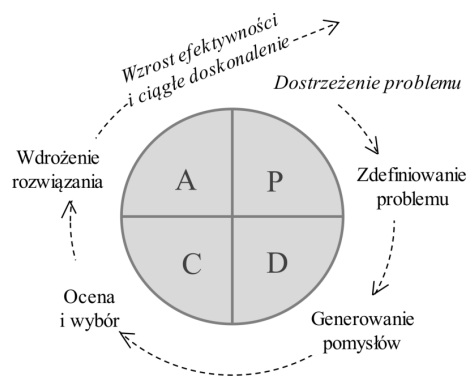 Wzrost efektywności
i ciągłe doskonalenie
Dostrzeżenie problemu
Wdrożenie
rozwiązania
A
P
Zdefiniowanie
problemu
C
D
Ocena
i wybór
Generowanie
pomysłów